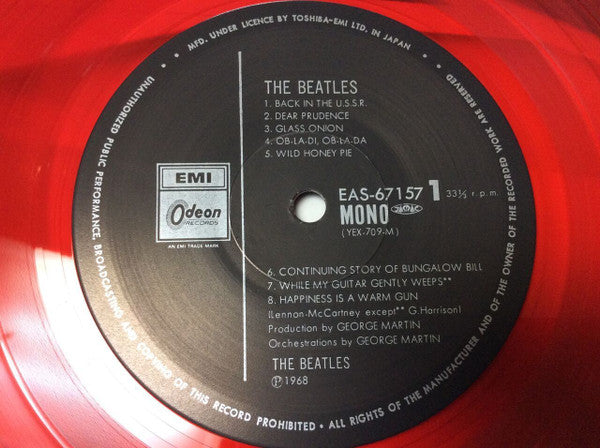 MFD. UNDER LICENCE BY TOSHIBA-EMI LTD. IN JAPAN
THE BEATLES
1. BACK IN THE U.S.S.R.
2. DEAR PRUDENCE
3. GLASS ONION
4. OB-LA-DI, OB-LA-DA
5. WILD HONEY PIE
EMI
Odeon
RECORDS
AN EMI TRADE MARK
EAS-67157 1 33⅓ r.p.m.
MONO
(YEX-709-M)
6. CONTINUING STORY OF BUNGALOW BILL
7. WHILE MY GUITAR GENTLY WEEPS**
8. HAPPINESS IS A WARM GUN
(Lennon-McCartney except** G.Harrison)
Production by GEORGE MARTIN
Orchestrations by GEORGE MARTIN
THE BEATLES
Ⓟ1968
UNAUTHORIZED PUBLIC PERFORMANCE, BROADCASTING AND COPYING OF THIS RECORD PROHIBITED • ALL RIGHTS OF THE MANUFACTURER AND OF THE OWNER OF THE RECORDED WORK ARE RESERVED